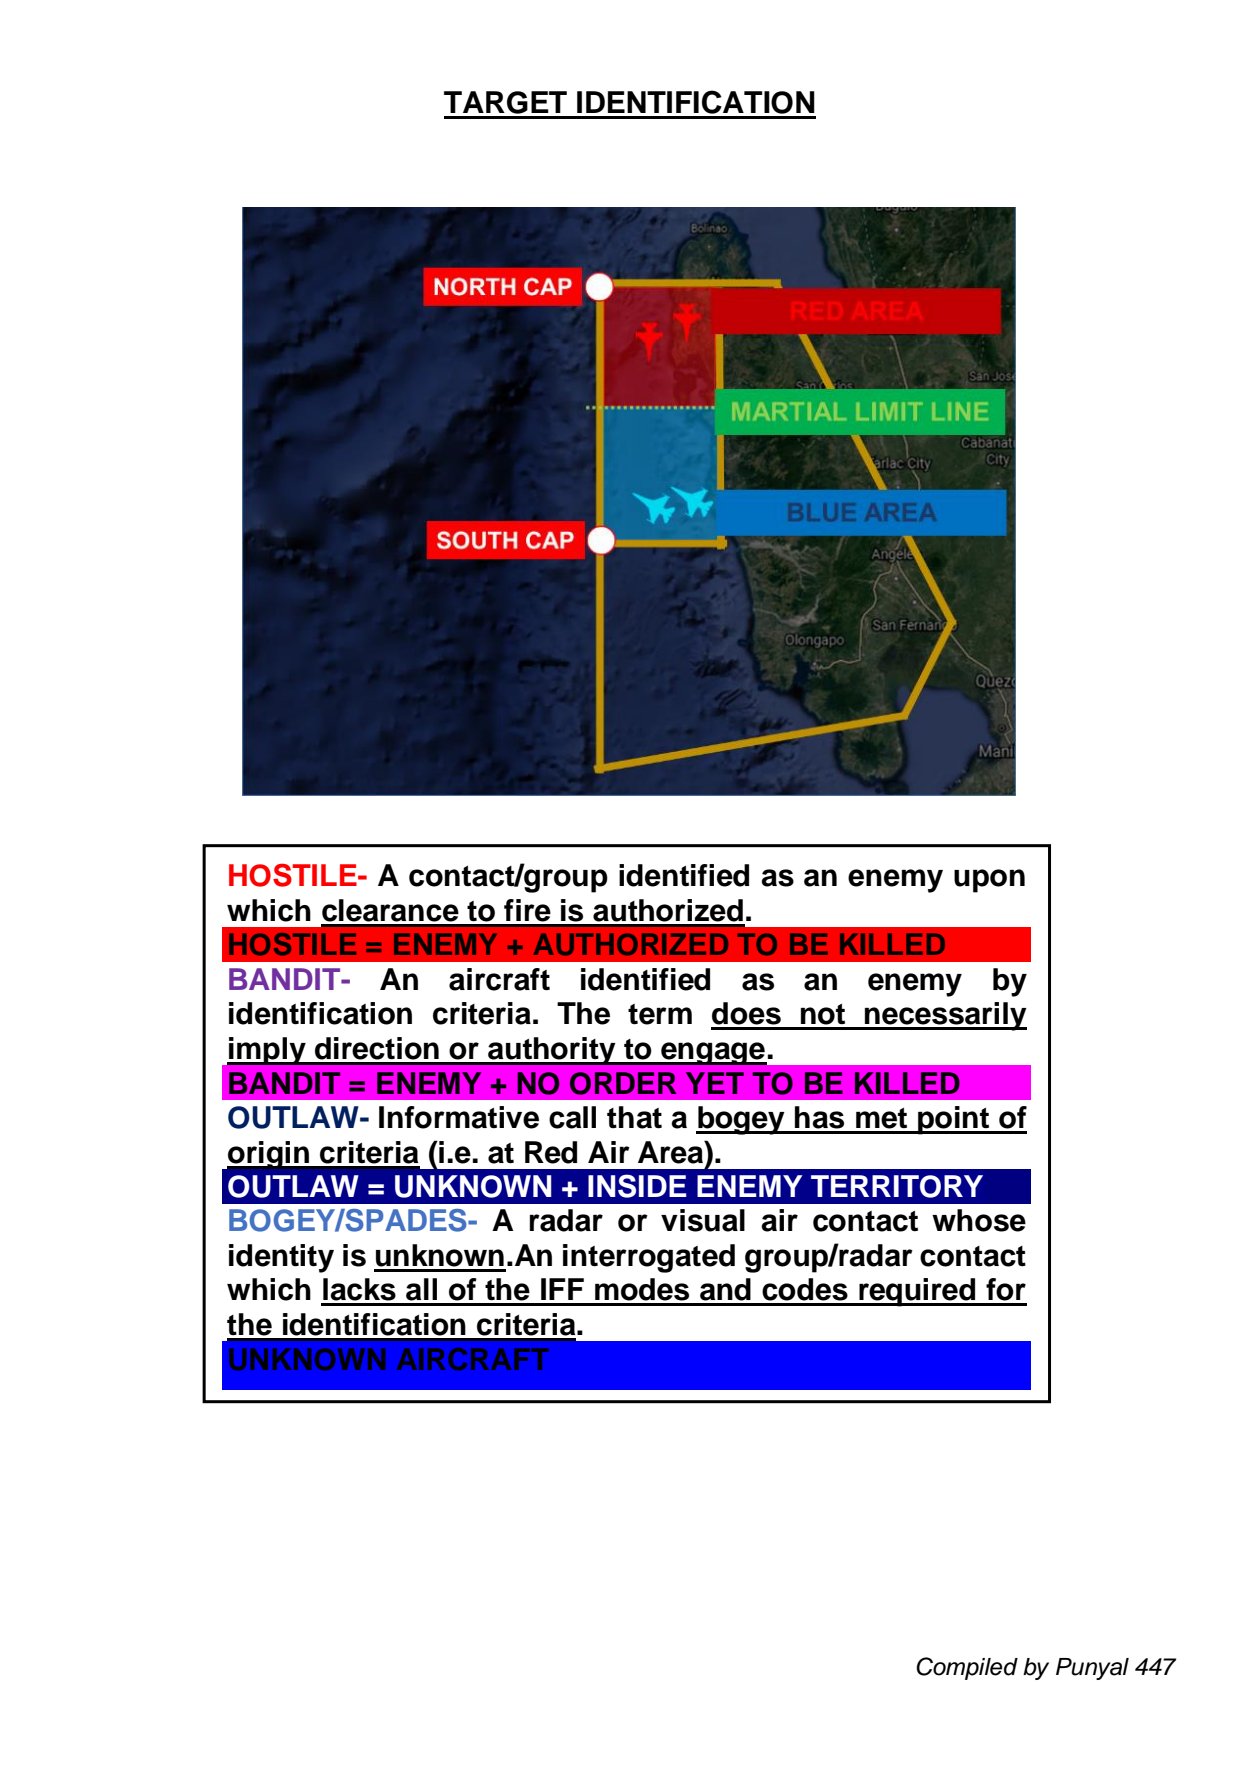 TARGET IDENTIFICATION
Bolinao
NORTH CAP
RED AREA
San Carlos
San Jose
MARTIAL LIMIT LINE
Cabanat
City
Tarlac City
BLUE AREA
SOUTH CAP
Angele
San Fernando
Olongapo
Quezo
Mani
HOSTILE- A contact/group identified as an enemy upon
which clearance to fire is authorized.
HOSTILE = ENEMY + AUTHORIZED TO BE KILLED
BANDIT- An aircraft identified as an enemy by
identification criteria. The term does not necessarily
imply direction or authority to engage.
BANDIT = ENEMY + NO ORDER YET TO BE KILLED
OUTLAW- Informative call that a bogey has met point of
origin criteria (i.e. at Red Air Area).
OUTLAW = UNKNOWN + INSIDE ENEMY TERRITORY
BOGEY/SPADES- A radar or visual air contact whose
identity is unknown.An interrogated group/radar contact
which lacks all of the IFF modes and codes required for
the identification criteria.
UNKNOWN AIRCRAFT
Compiled by Punyal 447